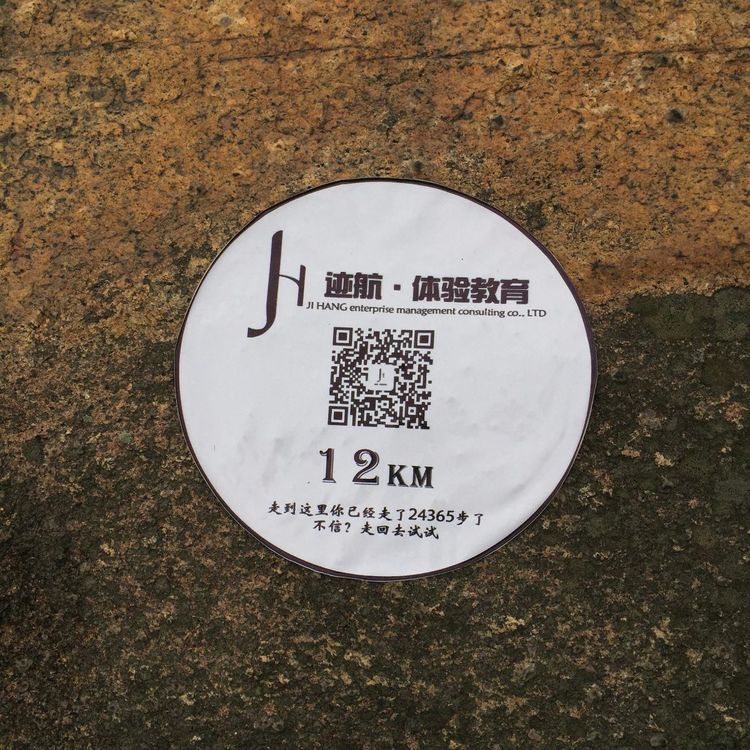 JH 迹航·体验教育
JI HANG enterprise management consulting co., LTD
12KM
走到这里你已经走了24365步了
不信？走回去试试